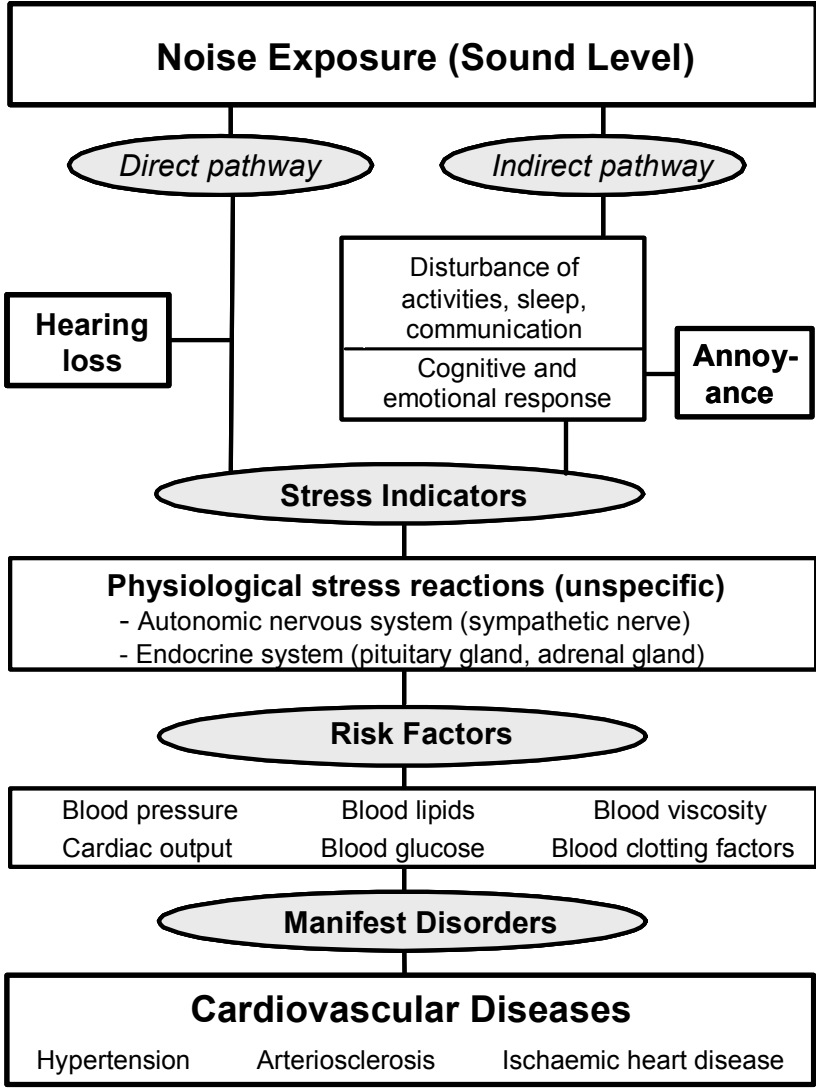 Noise Exposure (Sound Level)
Direct pathway
Indirect pathway
Disturbance of
activities, sleep,
communication
Hearing
loss
Cognitive and
emotional response
Annoy-
ance
Stress Indicators
Physiological stress reactions (unspecific)
- Autonomic nervous system (sympathetic nerve)
- Endocrine system (pituitary gland, adrenal gland)
Risk Factors
Blood pressure Blood lipids Blood viscosity
Cardiac output Blood glucose Blood clotting factors
Manifest Disorders
Cardiovascular Diseases
Hypertension Arteriosclerosis Ischaemic heart disease